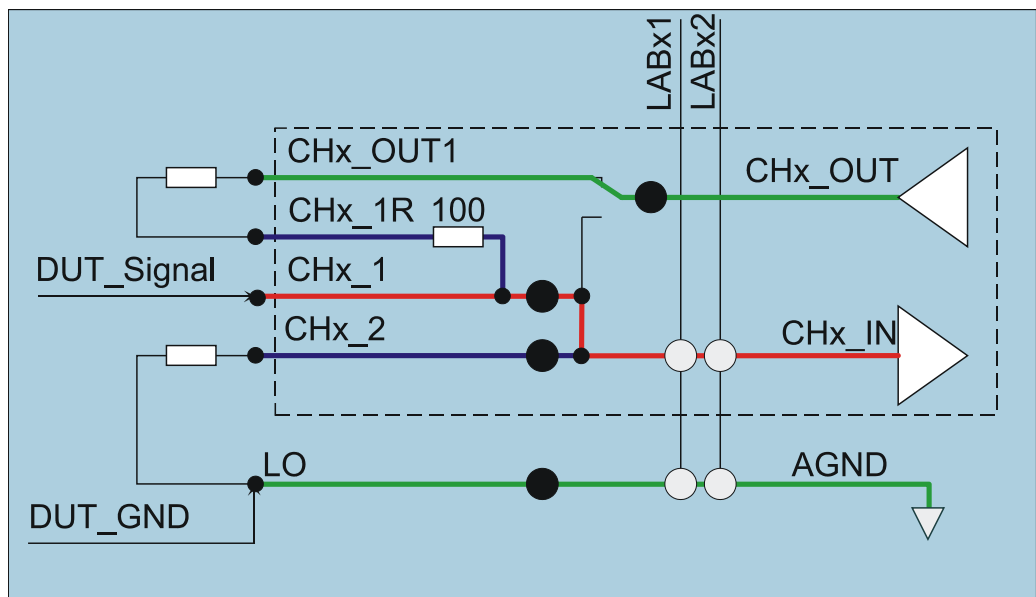 LABx1
LABx2
CHx_OUT1
CHx_OUT
CHx_1R 100
DUT_Signal
CHx_1
CHx_2
CHx_IN
LO
AGND
DUT_GND